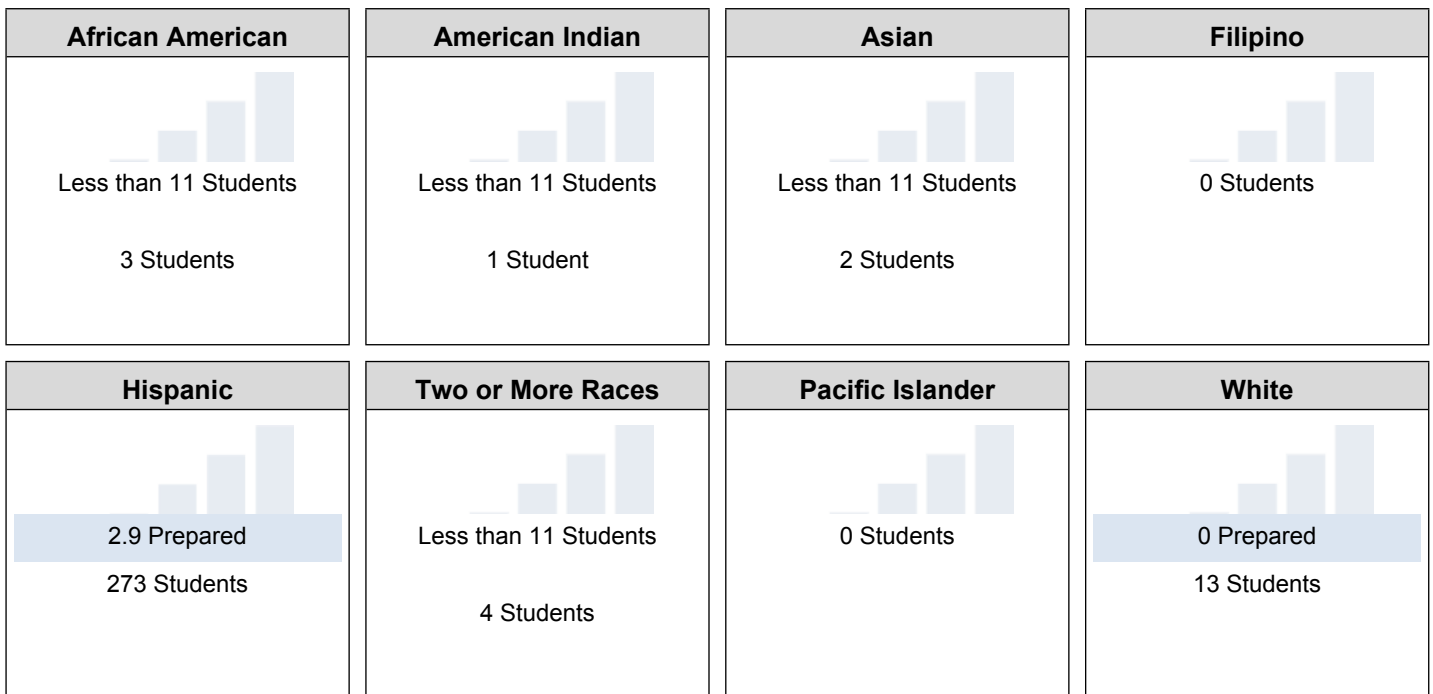 African American
Less than 11 Students
3 Students
American Indian
Less than 11 Students
1 Student
Asian
Less than 11 Students
2 Students
Filipino
0 Students
Hispanic
2.9 Prepared
273 Students
Two or More Races
Less than 11 Students
4 Students
Pacific Islander
0 Students
White
0 Prepared
13 Students